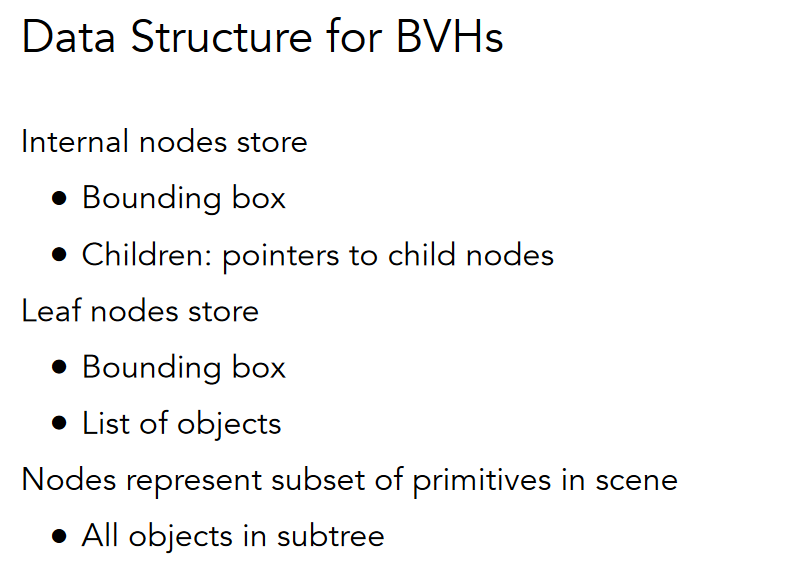 Data Structure for BVHs
Internal nodes store
● Bounding box
● Children: pointers to child nodes
Leaf nodes store
● Bounding box
● List of objects
Nodes represent subset of primitives in scene
● All objects in subtree